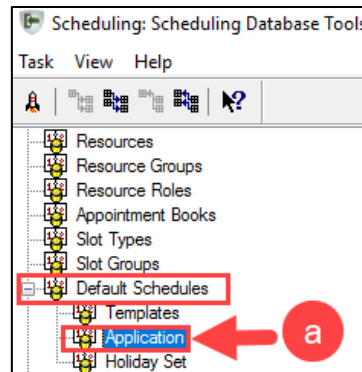 Scheduling: Scheduling Database Tools
Task View Help
Resources
Resource Groups
Resource Roles
Appointment Books
Slot Types
Slot Groups
Default Schedules
Templates
Application
a
Holiday Set